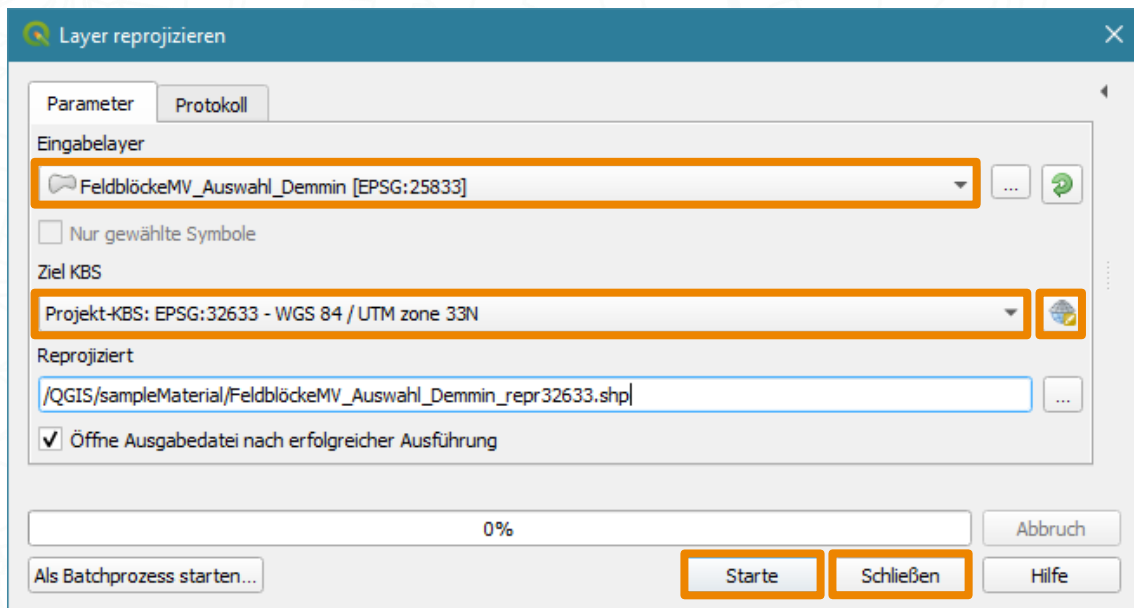 Layer reprojizieren
Parameter Protokoll
Eingabelayer
FeldblöckeMV_Auswahl_Demmin [EPSG:25833]
...
Nur gewählte Symbole
Ziel KBS
Projekt-KBS: EPSG:32633 - WGS 84 / UTM zone 33N
Reprojiziert
/QGIS/sampleMaterial/FeldblöckeMV_Auswahl_Demmin_repr32633.shp
...
Öffne Ausgabedatei nach erfolgreicher Ausführung
0% Abbruch
Als Batchprozess starten... Starte Schließen Hilfe